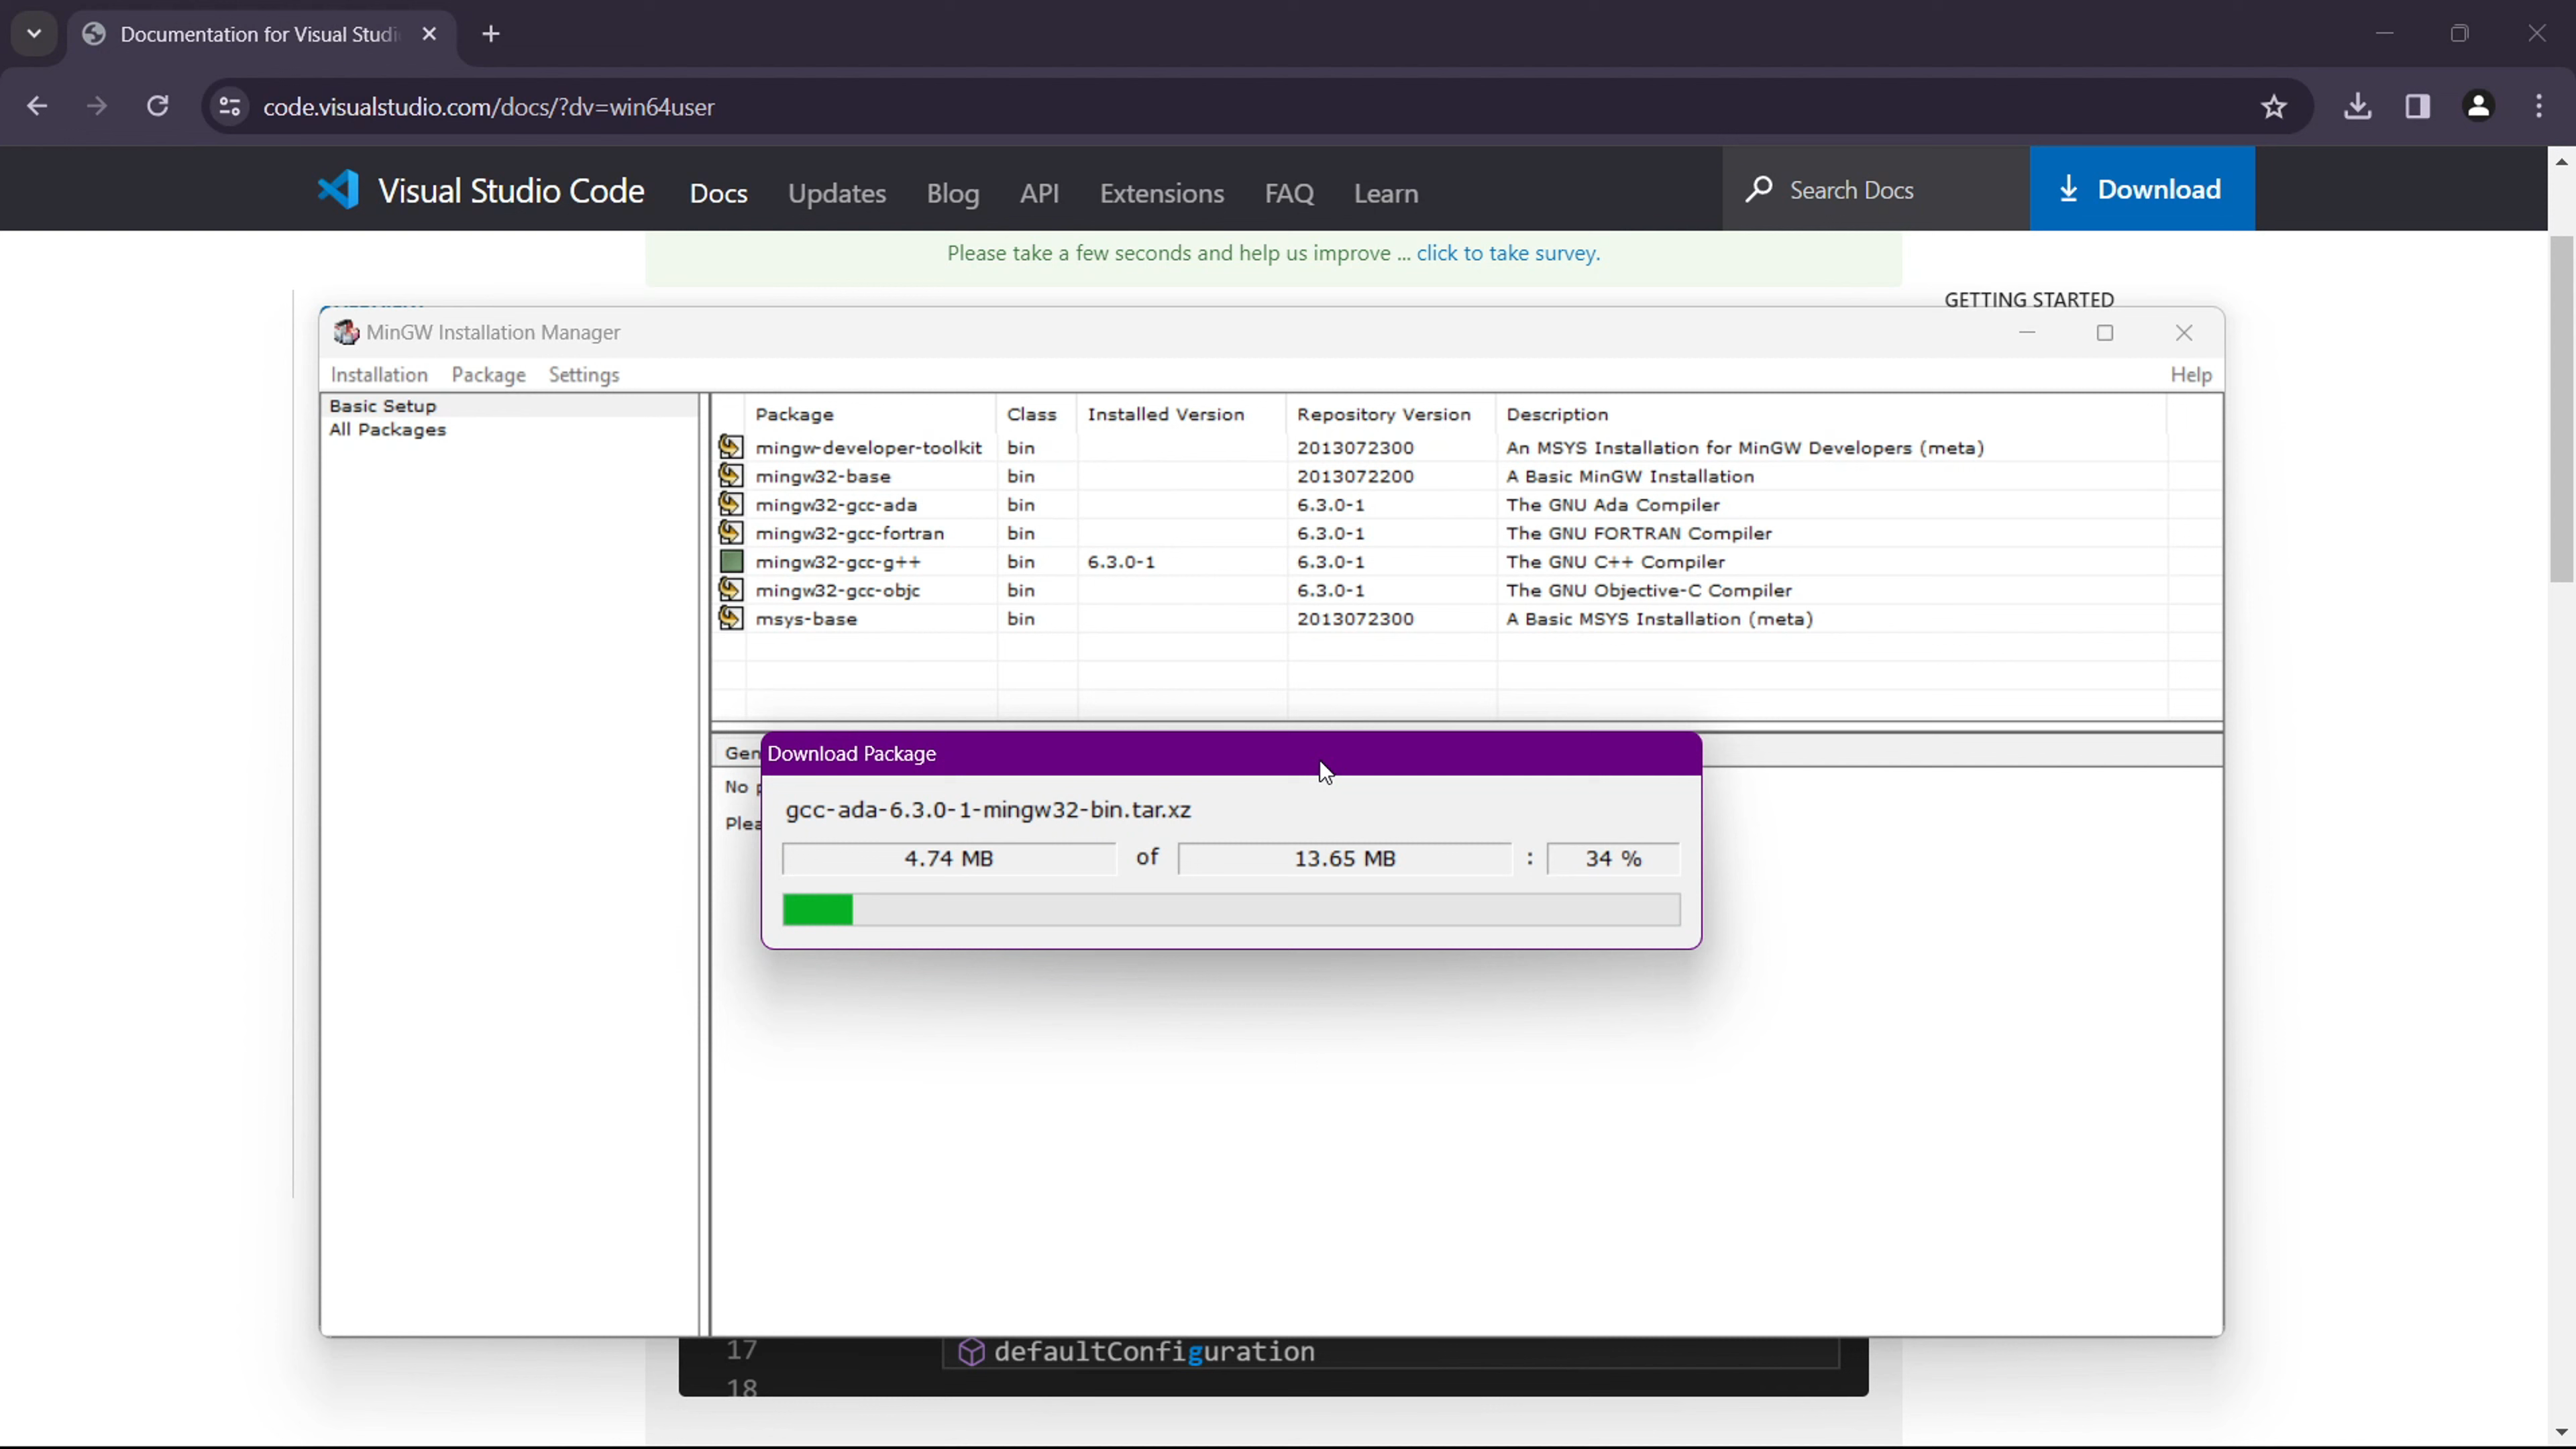 Documentation for Visual Studi
code.visualstudio.com/docs/?dv=win64user
Visual Studio Code Docs Updates Blog API Extensions FAQ Learn Search Docs Download
Please take a few seconds and help us improve ... click to take survey.
GETTING STARTED
MinGW Installation Manager
Installation Package Settings Help
Basic Setup
All Packages
Package Class Installed Version Repository Version Description
mingw-developer-toolkit bin 2013072300 An MSYS Installation for MinGW Developers (meta)
mingw32-base bin 2013072200 A Basic MinGW Installation
mingw32-gcc-ada bin 6.3.0-1 The GNU Ada Compiler
mingw32-gcc-fortran bin 6.3.0-1 The GNU FORTRAN Compiler
mingw32-gcc-g++ bin 6.3.0-1 6.3.0-1 The GNU C++ Compiler
mingw32-gcc-objc bin 6.3.0-1 The GNU Objective-C Compiler
msys-base bin 2013072300 A Basic MSYS Installation (meta)
Gen
No p
Plea
Download Package
gcc-ada-6.3.0-1-mingw32-bin.tar.xz
4.74 MB of 13.65 MB : 34 %
17 defaultConfiguration
18